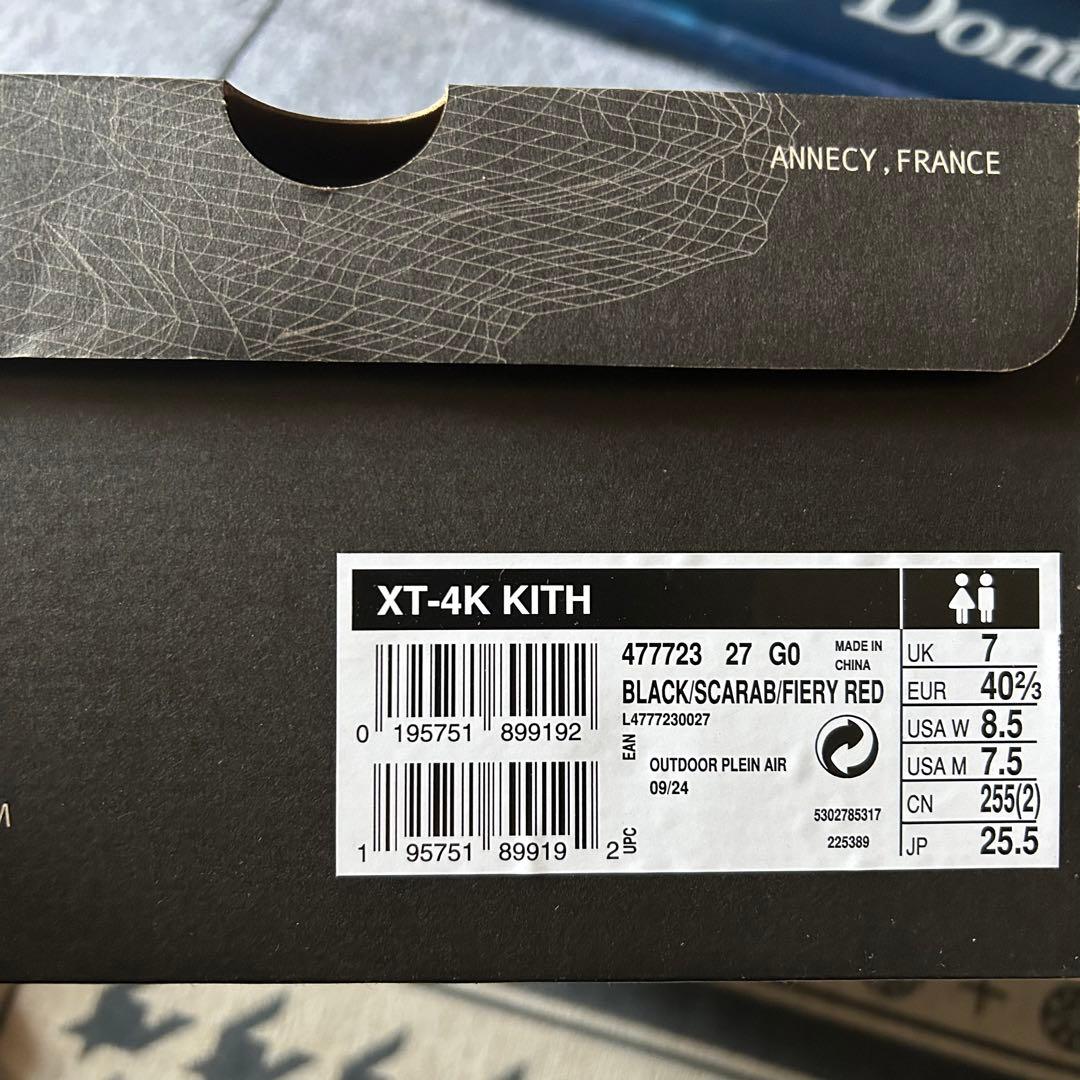 Dont
ANNECY,FRANCE
XT-4K KITH
477723 27 G0
MADE IN
CHINA
BLACK/SCARAB/FIERY RED
L4777230027
0 195751 899192
EAN
OUTDOOR PLEIN AIR
09/24
1 95751 89919 2
UPC
5302785317
225389
UK 7
EUR 40⅔
USA W 8.5
USA M 7.5
CN 255(2)
JP 25.5